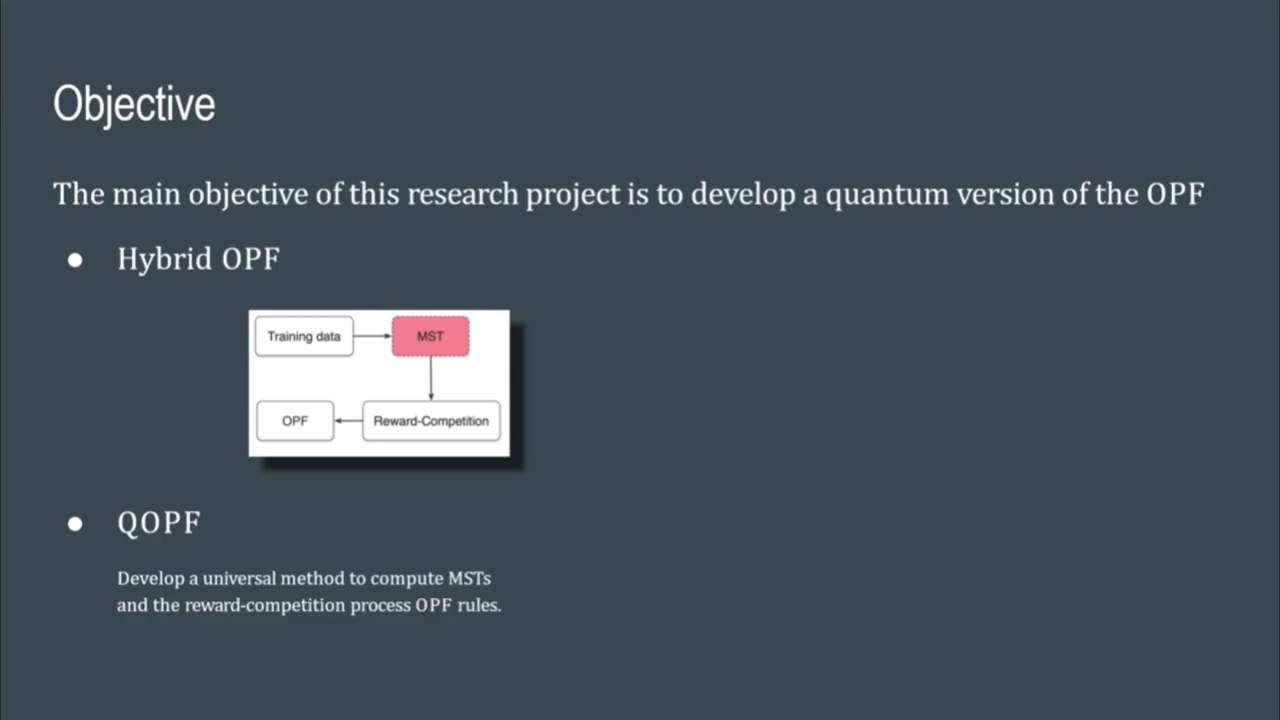 Objective
The main objective of this research project is to develop a quantum version of the OPF
● Hybrid OPF
Training data
MST
OPF
Reward-Competition
● QOPF
Develop a universal method to compute MSTs
and the reward-competition process OPF rules.